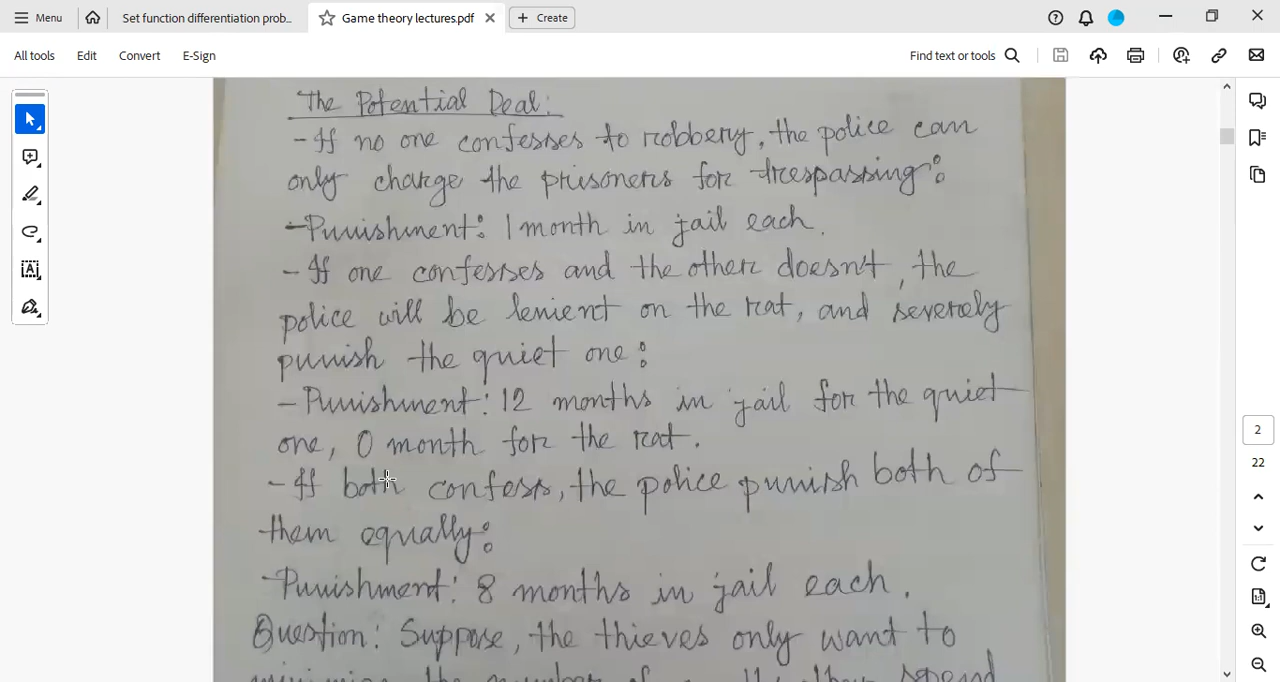 Menu
Set function differentiation prob...
Game theory lectures.pdf
Create
All tools
Edit
Convert
E-Sign
Find text or tools
The Potential Deal:
- If no one confesses to robbery, the police can
only charge the prisoners for trespassing:
- Punishment: 1 month in jail each.
- If one confesses and the other doesn't, the
police will be lenient on the rat, and severely
punish the quiet one:
- Punishment: 12 months in jail for the quiet
one, 0 month for the rat.
- If both confess, the police punish both of
them equally:
- Punishment: 8 months in jail each.
Question: Suppose, the thieves only want to
2
22